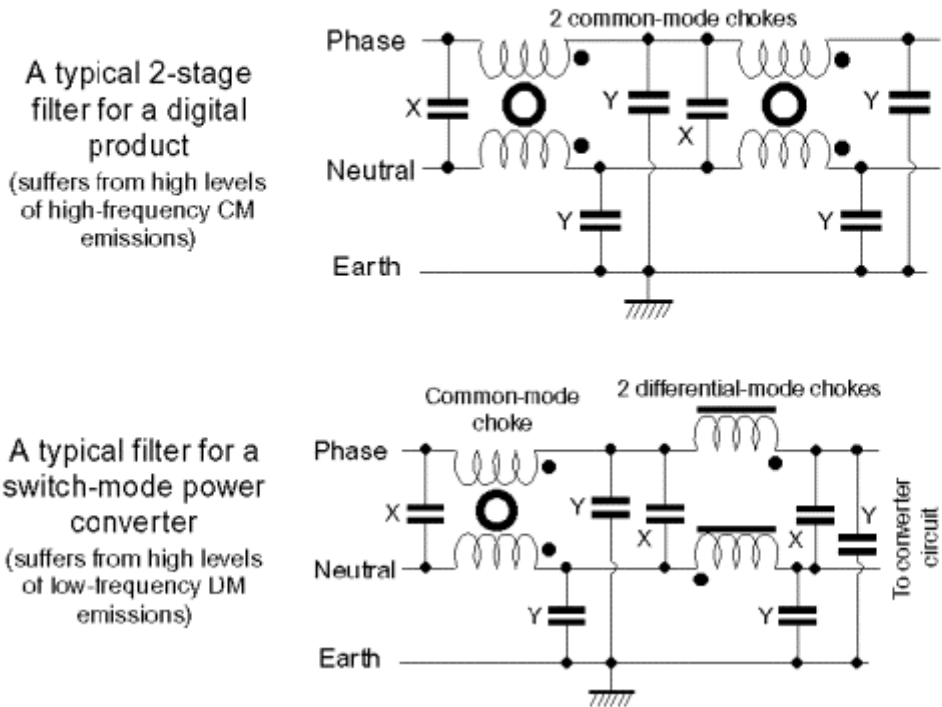 2 common-mode chokes
A typical 2-stage
filter for a digital
product
(suffers from high levels
of high-frequency CM
emissions)
Phase
X
Y
X
Y
Neutral
Y
Y
Earth
Common-mode
choke
2 differential-mode chokes
A typical filter for a
switch-mode power
converter
(suffers from high levels
of low-frequency DM
emissions)
Phase
X
Y
X
X
Y
To converter
circuit
Neutral
Y
Y
Earth